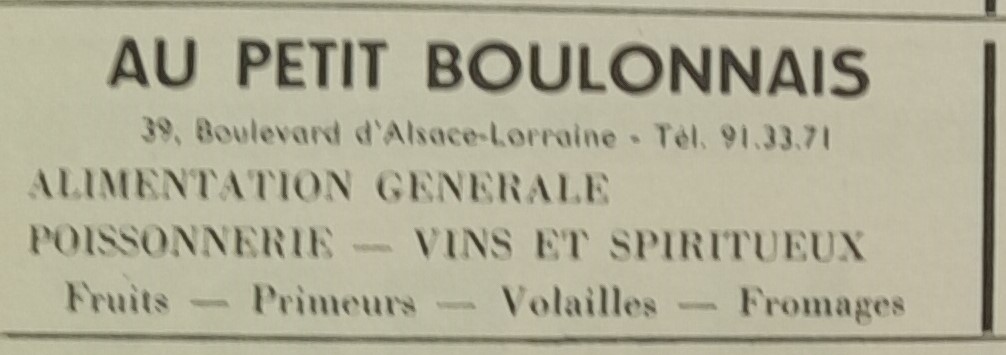 AU PETIT BOULONNAIS
39, Boulevard d'Alsace-Lorraine - Tél. 91.33.71
ALIMENTATION GENERALE
POISSONNERIE — VINS ET SPIRITUEUX
Fruits — Primeurs — Volailles — Fromages